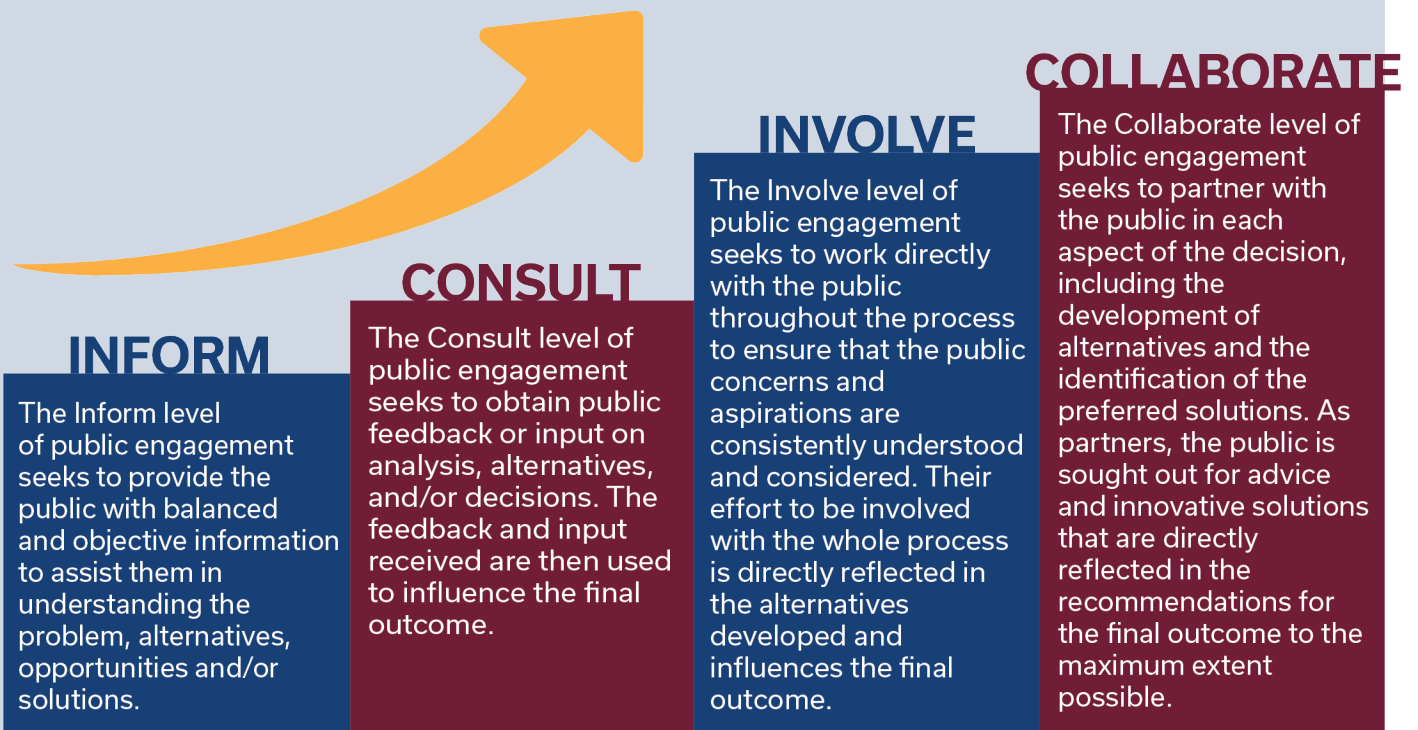 INFORM
The Inform level
of public engagement
seeks to provide the
public with balanced
and objective information
to assist them in
understanding the
problem, alternatives,
opportunities and/or
solutions.
CONSULT
The Consult level of
public engagement
seeks to obtain public
feedback or input on
analysis, alternatives,
and/or decisions. The
feedback and input
received are then used
to influence the final
outcome.
INVOLVE
The Involve level of
public engagement
seeks to work directly
with the public
throughout the process
to ensure that the public
concerns and
aspirations are
consistently understood
and considered. Their
effort to be involved
with the whole process
is directly reflected in
the alternatives
developed and
influences the final
outcome.
COLLABORATE
The Collaborate level of
public engagement
seeks to partner with
the public in each
aspect of the decision,
including the
development of
alternatives and the
identification of the
preferred solutions. As
partners, the public is
sought out for advice
and innovative solutions
that are directly
reflected in the
recommendations for
the final outcome to the
maximum extent
possible.